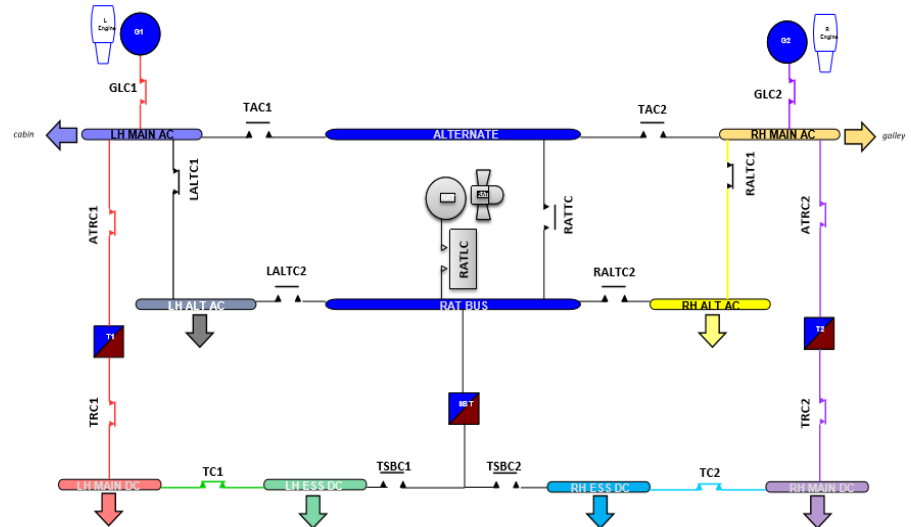 L
Engine
G1
G2
R
Engine
GLC1
GLC2
TAC1
TAC2
cabin
LH MAIN AC
ALTERNATE
RH MAIN AC
galley
LALTC1
RALTC1
RAT
ATRC1
RATTC
ATRC2
RATLC
LALTC2
RALTC2
LH ALT AC
RAT BUS
RH ALT AC
T1
T2
SB T
TRC1
TRC2
TC1
TSBC1
TSBC2
TC2
LH MAIN DC
LH ESS DC
RH ESS DC
RH MAIN DC